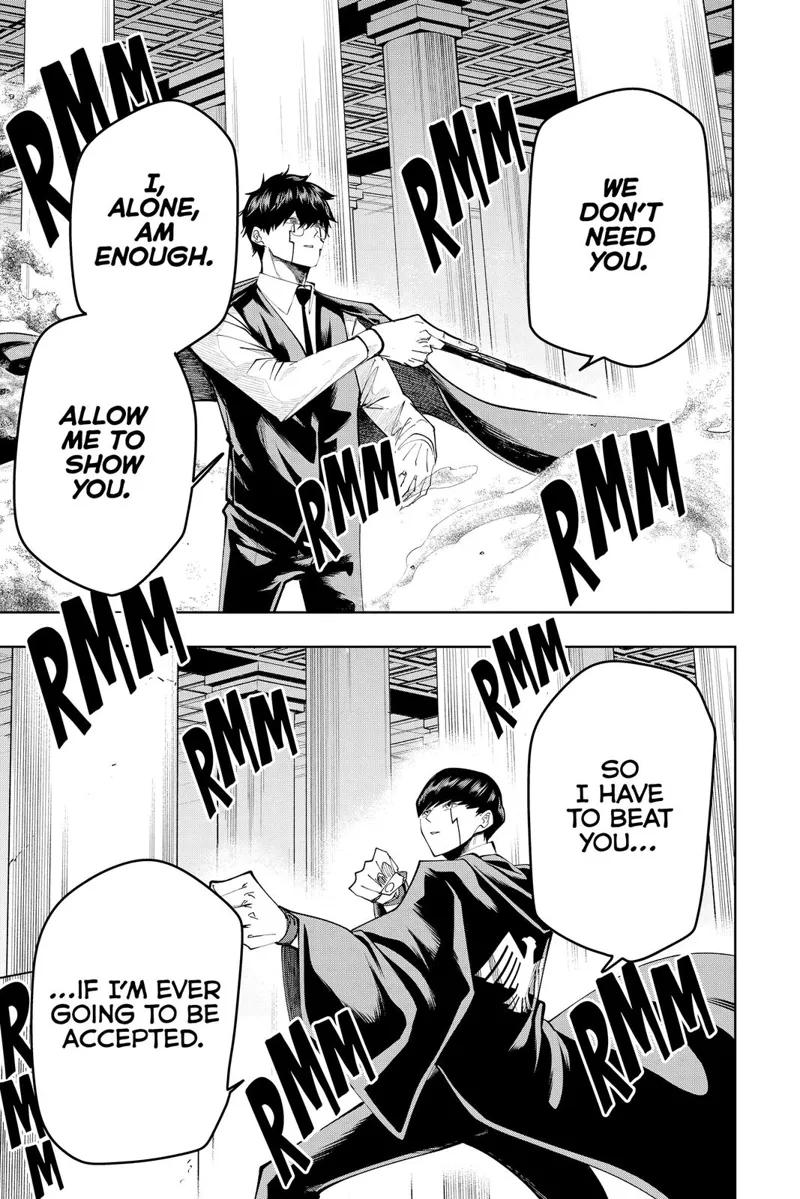 RMM
RMM
WE
DON'T
NEED
YOU.
I,
ALONE,
AM
ENOUGH.
ALLOW
ME TO
SHOW
YOU.
RMM
RMM
RMM
RMM
RMM
SO
I HAVE
TO BEAT
YOU...
...IF I'M EVER
GOING TO BE
ACCEPTED.
RMM
RMM
RMM